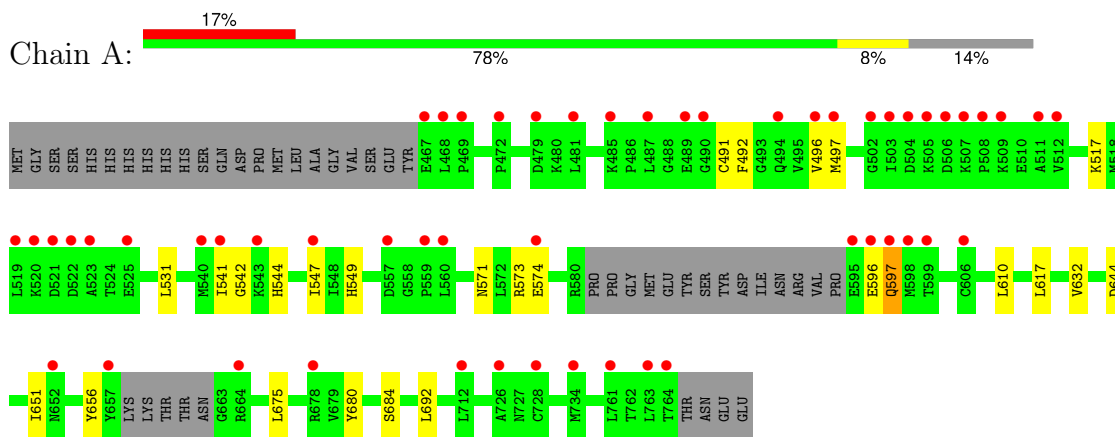 17%
Chain A:
78% 8% 14%
MET GLY SER SER HIS HIS HIS HIS HIS HIS SER GLN ASP PRO MET LEU ALA GLY VAL SER GLU TYR E467 L468 P469 P472 D479 K480 L481 K485 P486 L487 G488 E489 G490 C491 F492 G493 Q494 V495 V496 M497 G502 I503 D504 K505 D506 K507 P508 K509 E510 A511 V512 K517 M518
L519 K520 D521 D522 A523 T524 E525 L531 M540 I541 G542 K543 H544 I547 I548 H549 D557 G558 P559 L560 N571 L572 R573 E574 R580 PRO PRO GLY MET GLU TYR SER TYR ASP ILE ASN ARG VAL PRO E595 E596 Q597 M598 T599 C606 L610 L617 V632 D644
I651 N652 Y656 Y657 LYS LYS THR THR ASN G663 R664 L675 R678 V679 Y680 S684 L692 L712 A726 N727 C728 M734 L761 T762 L763 T764 THR ASN GLU GLU